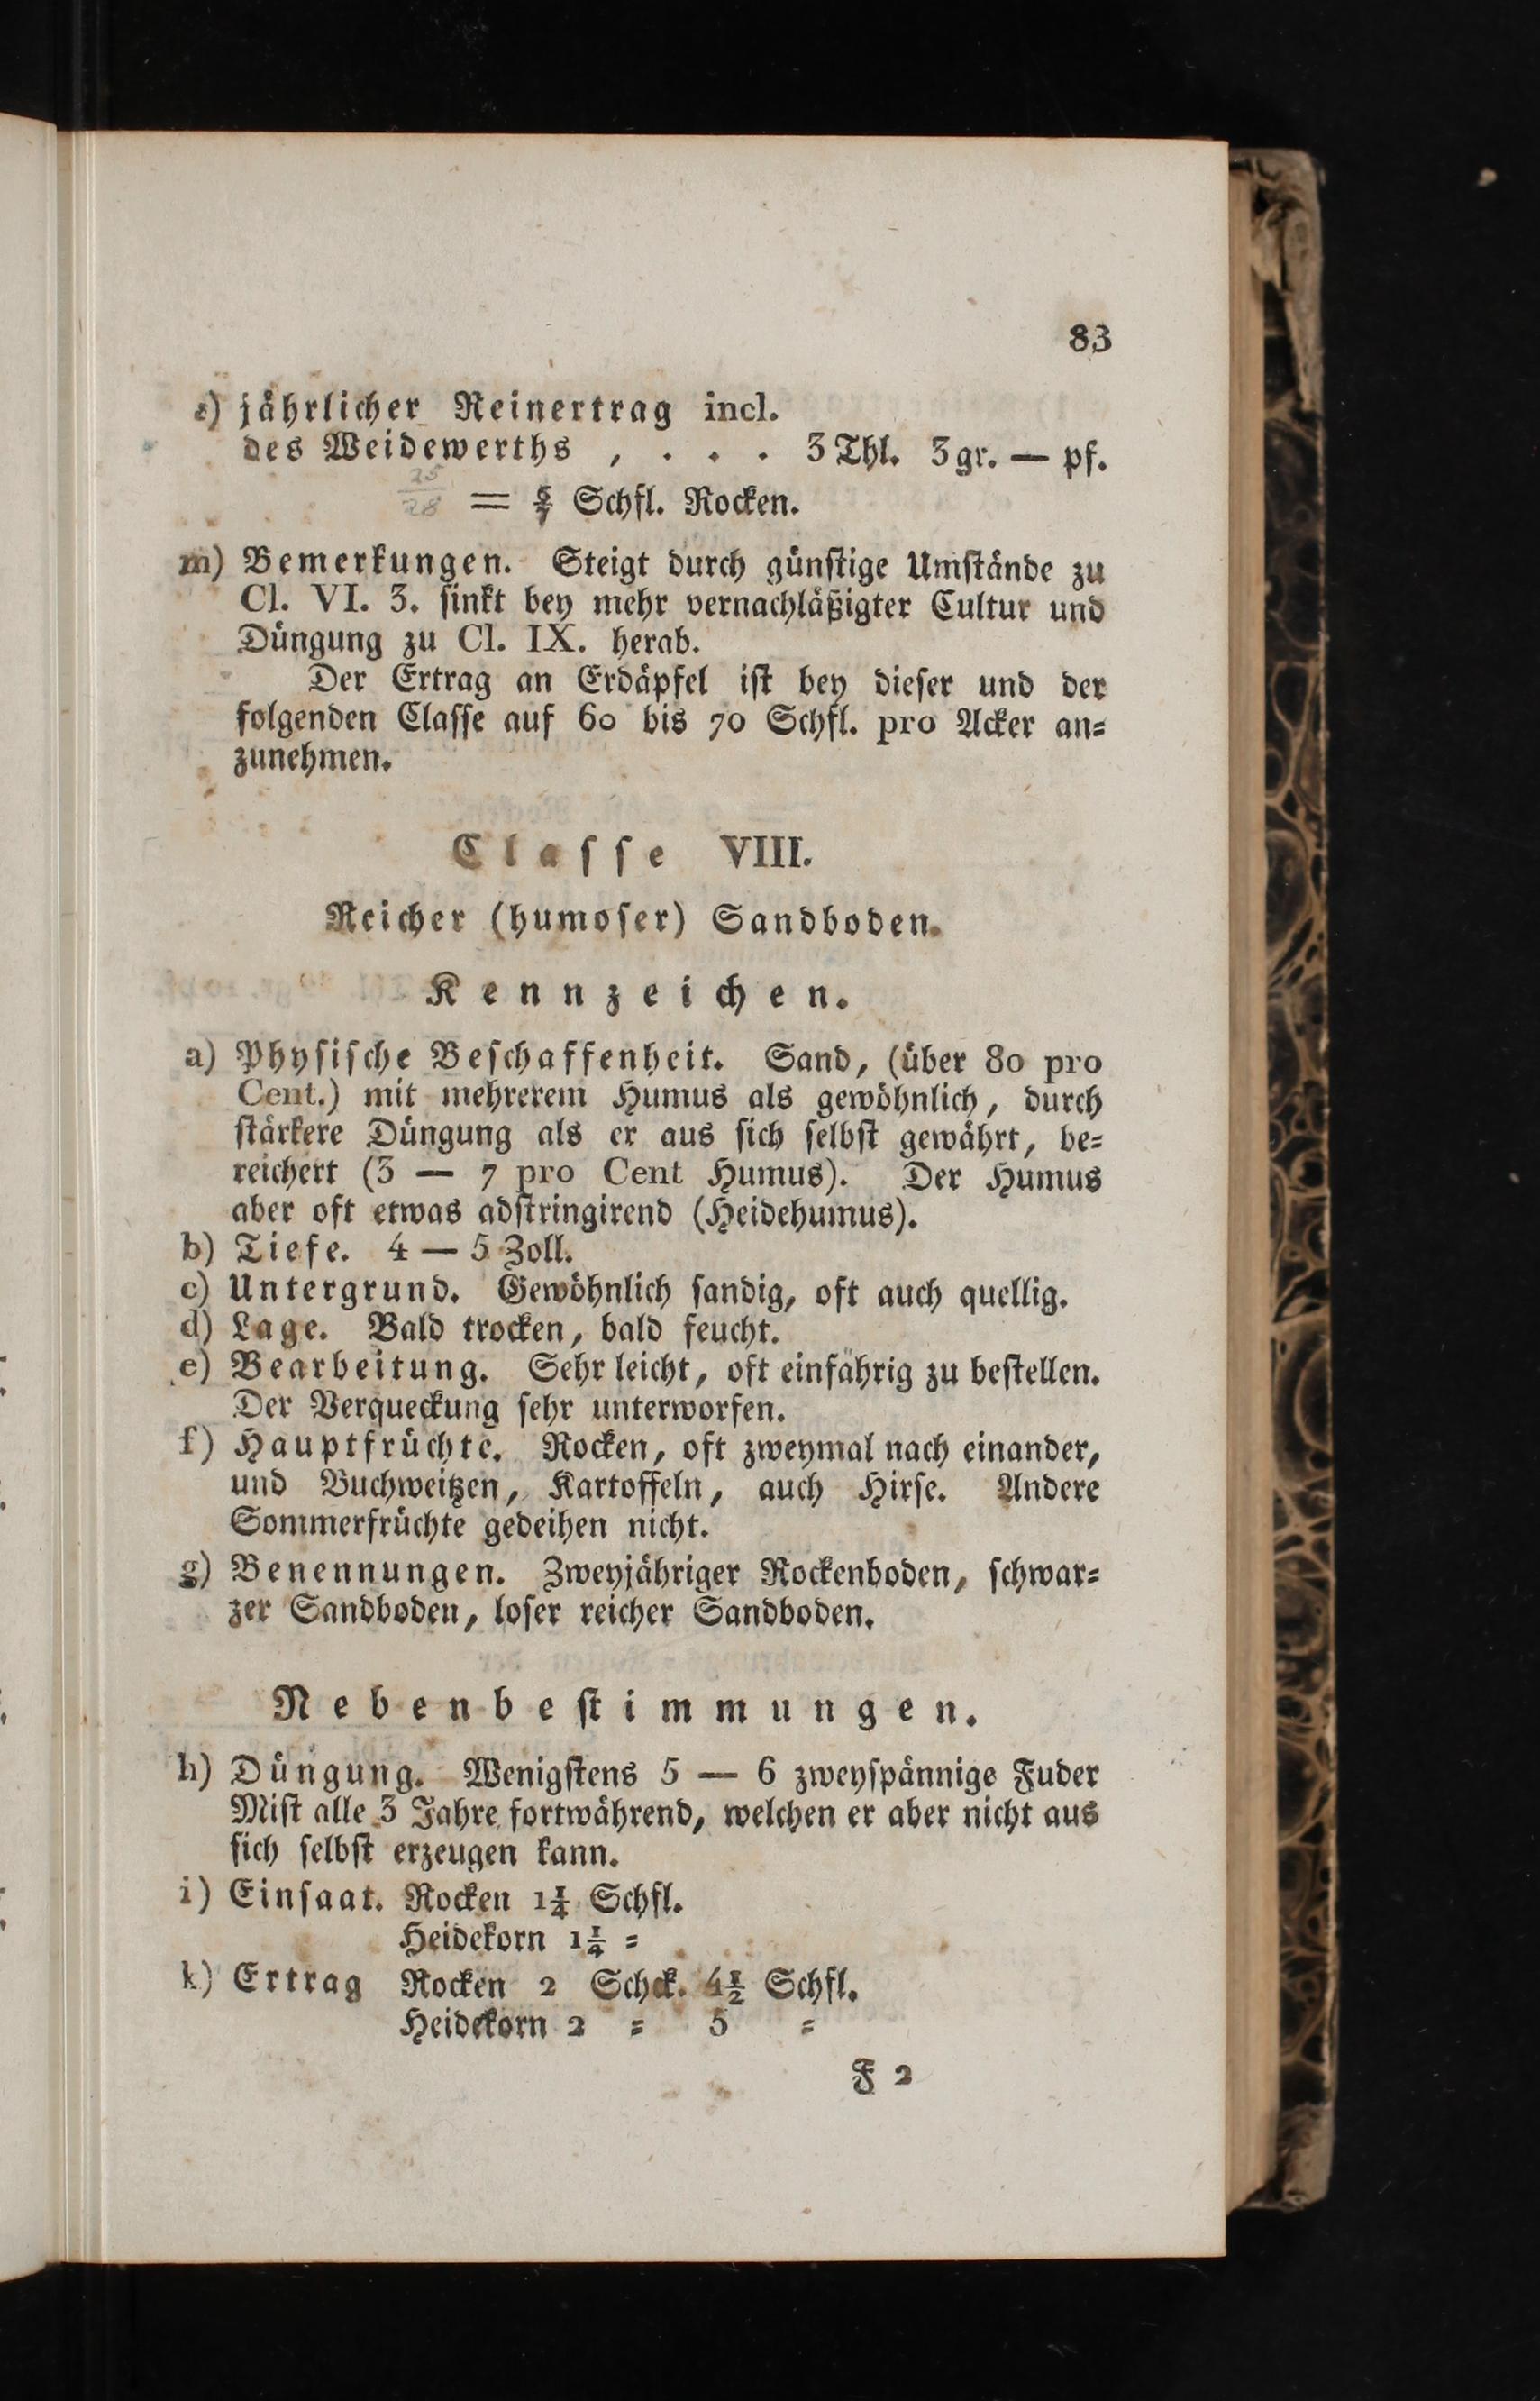 83
ε) jährlicher Reinertrag incl.
des Weidewerths , . . . 3 Thl. 3 gr. — pf.
25/28 = 6/7 Schfl. Rocken.
m) Bemerkungen. Steigt durch günſtige Umſtände zu
Cl. VI. 3. ſinkt bey mehr vernachläßigter Cultur und
Düngung zu Cl. IX. herab.
Der Ertrag an Erdäpfel iſt bey dieſer und der
folgenden Claſſe auf 60 bis 70 Schfl. pro Acker an⸗
zunehmen.
Claſſe VIII.
Reicher (humoſer) Sandboden.
Kennzeichen.
a) Phyſiſche Beſchaffenheit. Sand, (über 80 pro
Cent.) mit mehrerem Humus als gewöhnlich, durch
ſtärkere Düngung als er aus ſich ſelbſt gewährt, be⸗
reichert (3 — 7 pro Cent Humus). Der Humus
aber oft etwas adſtringirend (Heidehumus).
b) Tiefe. 4 — 5 Zoll.
c) Untergrund. Gewöhnlich ſandig, oft auch quellig.
d) Lage. Bald trocken, bald feucht.
e) Bearbeitung. Sehr leicht, oft einfährig zu beſtellen.
Der Verqueckung ſehr unterworfen.
f) Hauptfrüchte. Rocken, oft zweymal nach einander,
und Buchweitzen, Kartoffeln, auch Hirſe. Andere
Sommerfrüchte gedeihen nicht.
g) Benennungen. Zweyjähriger Rockenboden, ſchwar⸗
zer Sandboden, loſer reicher Sandboden.
Nebenbeſtimmungen.
h) Düngung. Wenigſtens 5 — 6 zweyſpännige Fuder
Miſt alle 3 Jahre fortwährend, welchen er aber nicht aus
ſich ſelbſt erzeugen kann.
i) Einſaat. Rocken 1¼ Schfl.
Heidekorn 1¼ ⸗
k) Ertrag Rocken 2 Schck. 4½ Schfl.
Heidekorn 2 ⸗ 5 ⸗
F 2